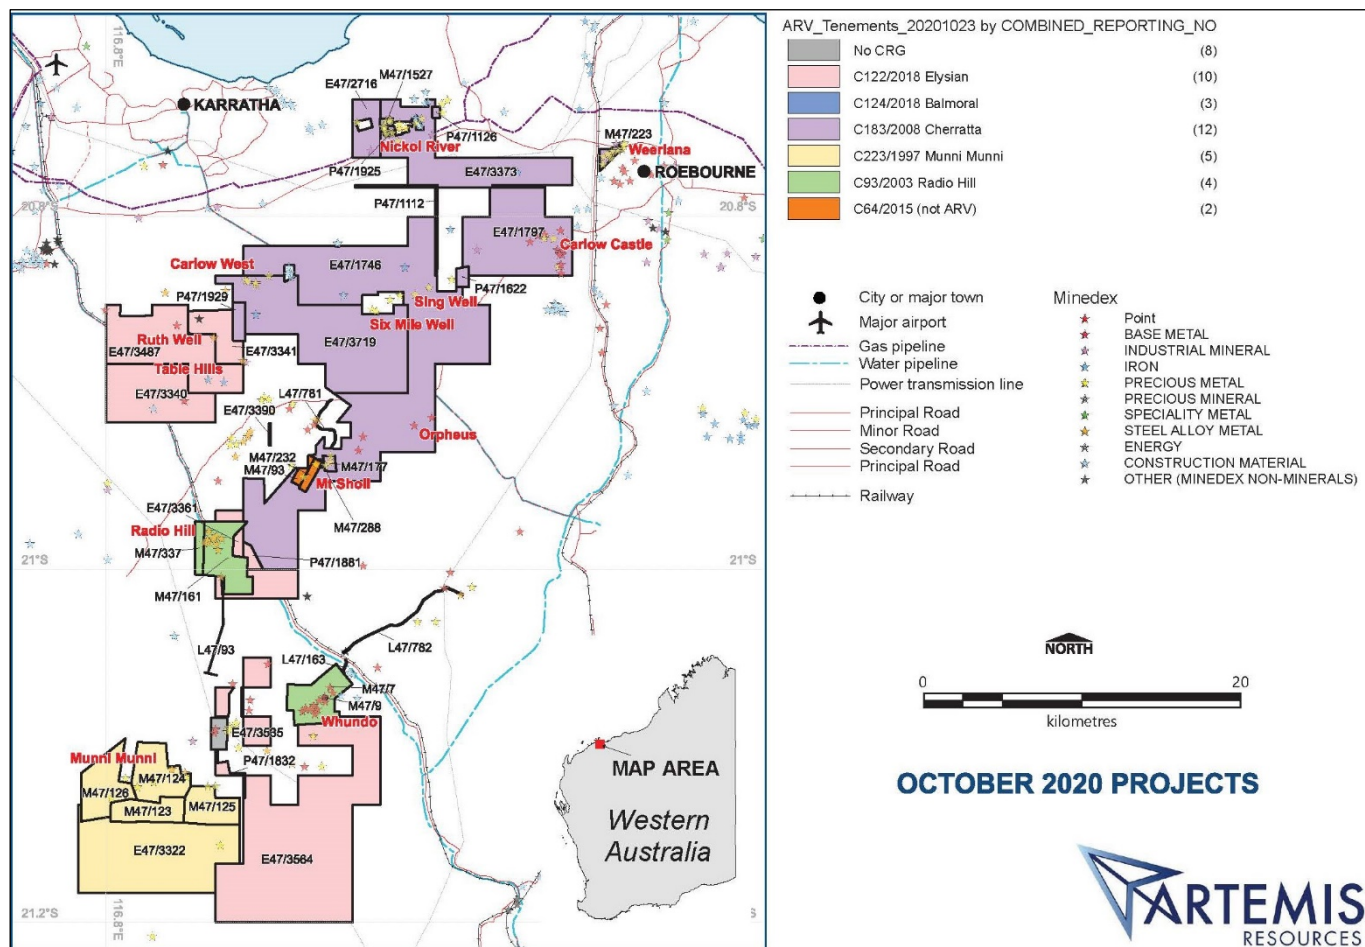 116.8°E
KARRATHA
E47/2716
M47/1527
P47/1126
Nickol River
P47/1925
M47/223
Weerlana
ROEBOURNE
E47/3373
P47/1112
20.8°S
20.8°S
E47/1797
Carlow Castle
Carlow West
E47/1746
P47/1622
P47/1929
Sing Well
Six Mile Well
Ruth Well
E47/3719
E47/3487
E47/3341
Table Hills
E47/3340
L47/781
E47/3390
Orpheus
M47/232
M47/93
M47/177
Mt Sholl
E47/3361
M47/288
Radio Hill
M47/337
P47/1881
21°S
21°S
M47/161
L47/93
L47/782
L47/163
M47/7
M47/9
Whundo
E47/3535
Munni Munni
P47/1832
M47/124
M47/126
M47/125
M47/123
E47/3322
E47/3564
21.2°S
116.8°E
MAP AREA
Western
Australia
ARV_Tenements_20201023 by COMBINED_REPORTING_NO
No CRG (8)
C122/2018 Elysian (10)
C124/2018 Balmoral (3)
C183/2008 Cherratta (12)
C223/1997 Munni Munni (5)
C93/2003 Radio Hill (4)
C64/2015 (not ARV) (2)
City or major town
Major airport
Gas pipeline
Water pipeline
Power transmission line
Principal Road
Minor Road
Secondary Road
Principal Road
Railway
Minedex
Point
BASE METAL
INDUSTRIAL MINERAL
IRON
PRECIOUS METAL
PRECIOUS MINERAL
SPECIALITY METAL
STEEL ALLOY METAL
ENERGY
CONSTRUCTION MATERIAL
OTHER (MINEDEX NON-MINERALS)
NORTH
0 20
kilometres
OCTOBER 2020 PROJECTS
ARTEMIS
RESOURCES